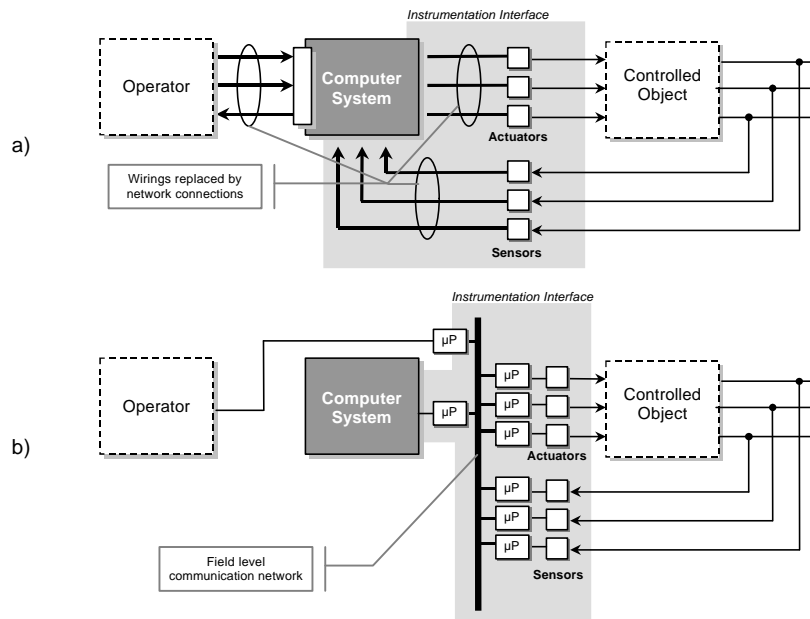 Instrumentation Interface
Operator
Computer
System
Controlled
Object
Actuators
a)
Wirings replaced by
network connections
Sensors
Instrumentation Interface
µP
µP
Operator
Computer
System
µP
µP
µP
Controlled
Object
Actuators
b)
µP
µP
µP
Field level
communication network
Sensors